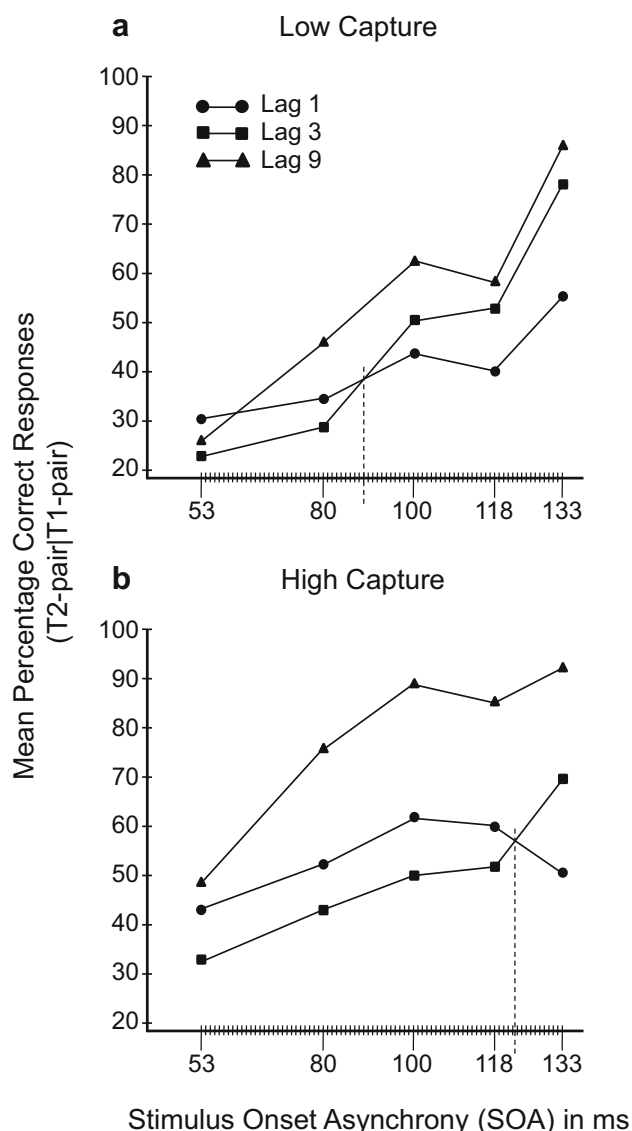 a Low Capture
100
90
80
70
60
50
40
30
20
Lag 1
Lag 3
Lag 9
53 80 100 118 133
b High Capture
100
90
80
70
60
50
40
30
20
53 80 100 118 133
Mean Percentage Correct Responses
(T2-pair|T1-pair)
Stimulus Onset Asynchrony (SOA) in ms